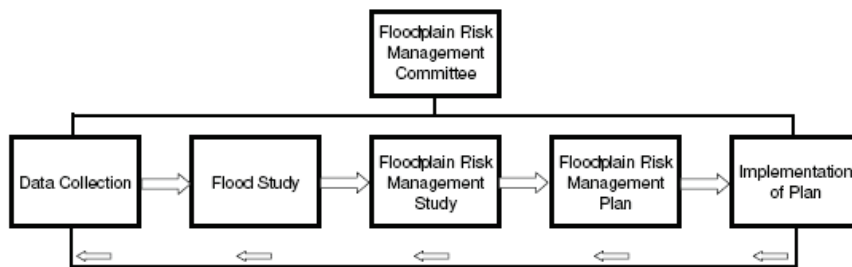 Floodplain Risk
Management
Committee
Data Collection
Flood Study
Floodplain Risk
Management
Study
Floodplain Risk
Management
Plan
Implementation
of Plan